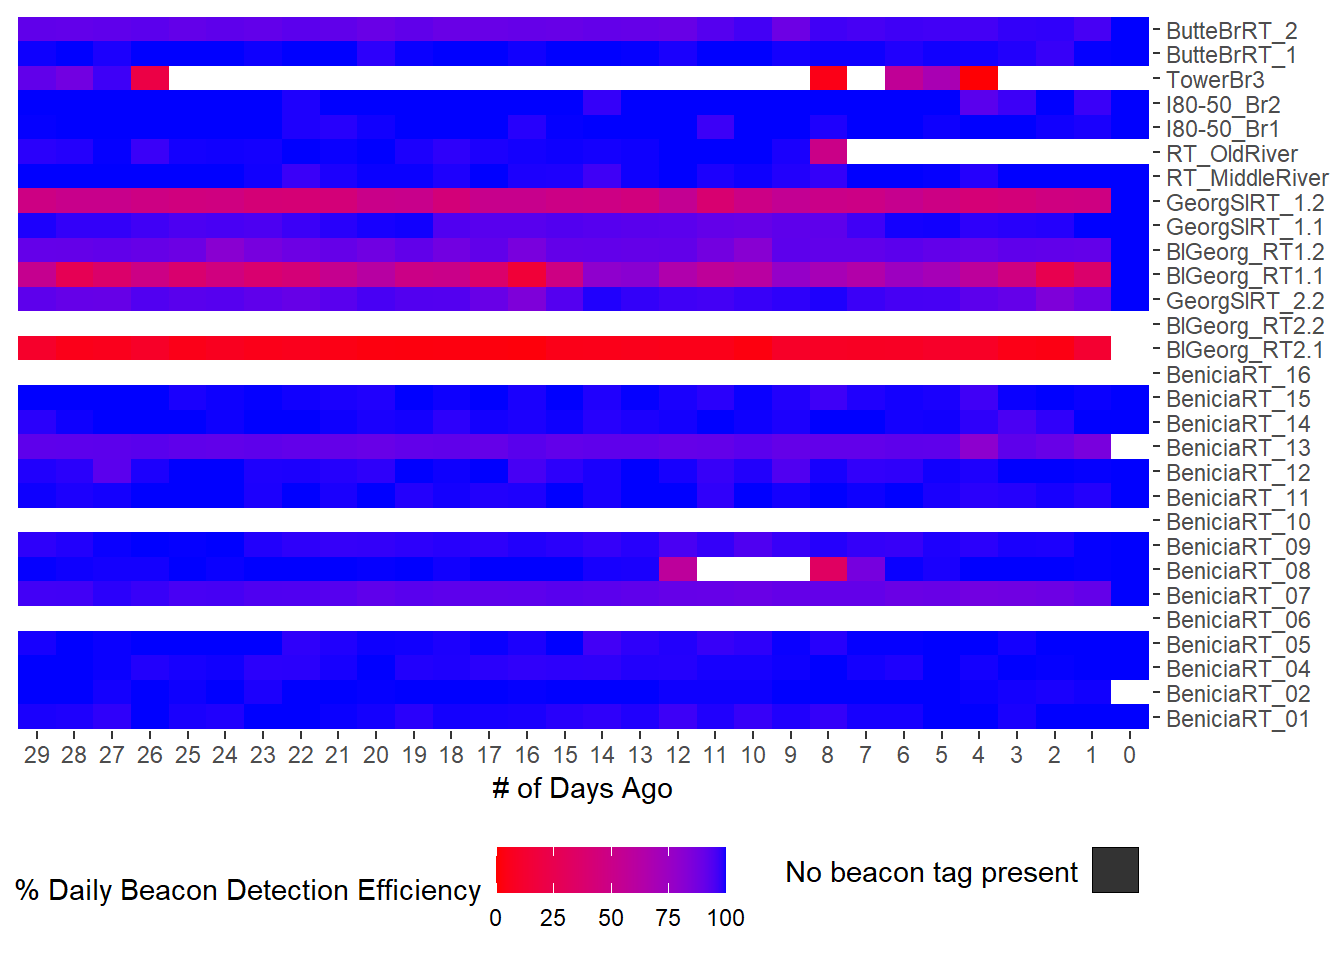 ButteBrRT_2
ButteBrRT_1
TowerBr3
I80-50_Br2
I80-50_Br1
RT_OldRiver
RT_MiddleRiver
GeorgSlRT_1.2
GeorgSlRT_1.1
BlGeorg_RT1.2
BlGeorg_RT1.1
GeorgSlRT_2.2
BlGeorg_RT2.2
BlGeorg_RT2.1
BeniciaRT_16
BeniciaRT_15
BeniciaRT_14
BeniciaRT_13
BeniciaRT_12
BeniciaRT_11
BeniciaRT_10
BeniciaRT_09
BeniciaRT_08
BeniciaRT_07
BeniciaRT_06
BeniciaRT_05
BeniciaRT_04
BeniciaRT_02
BeniciaRT_01
29 28 27 26 25 24 23 22 21 20 19 18 17 16 15 14 13 12 11 10 9 8 7 6 5 4 3 2 1 0
# of Days Ago
% Daily Beacon Detection Efficiency
0 25 50 75 100
No beacon tag present